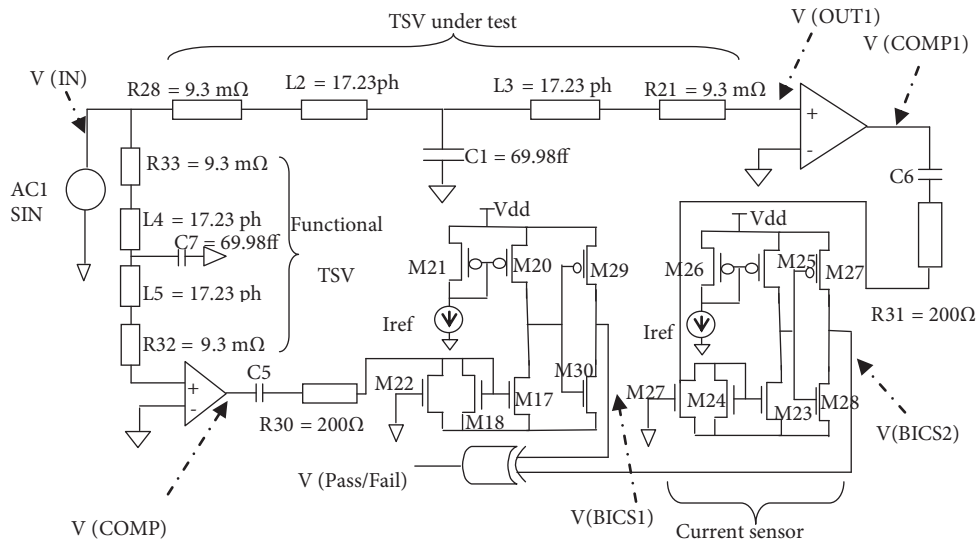 TSV under test
V (OUT1)
V (COMP1)
V (IN)
R28 = 9.3 mΩ
L2 = 17.23ph
L3 = 17.23 ph
R21 = 9.3 mΩ
+
-
C1 = 69.98ff
C6
R33 = 9.3 mΩ
AC1
SIN
L4 = 17.23 ph
Functional
C7 = 69.98ff
TSV
L5 = 17.23 ph
R32 = 9.3 mΩ
Vdd
Vdd
M21
M20
M29
M26
M25
M27
Iref
Iref
R31 = 200Ω
+
-
C5
R30 = 200Ω
M22
M18
M17
M30
M27
M24
M23
M28
V (COMP)
V (Pass/Fail)
V(BICS1)
V(BICS2)
Current sensor